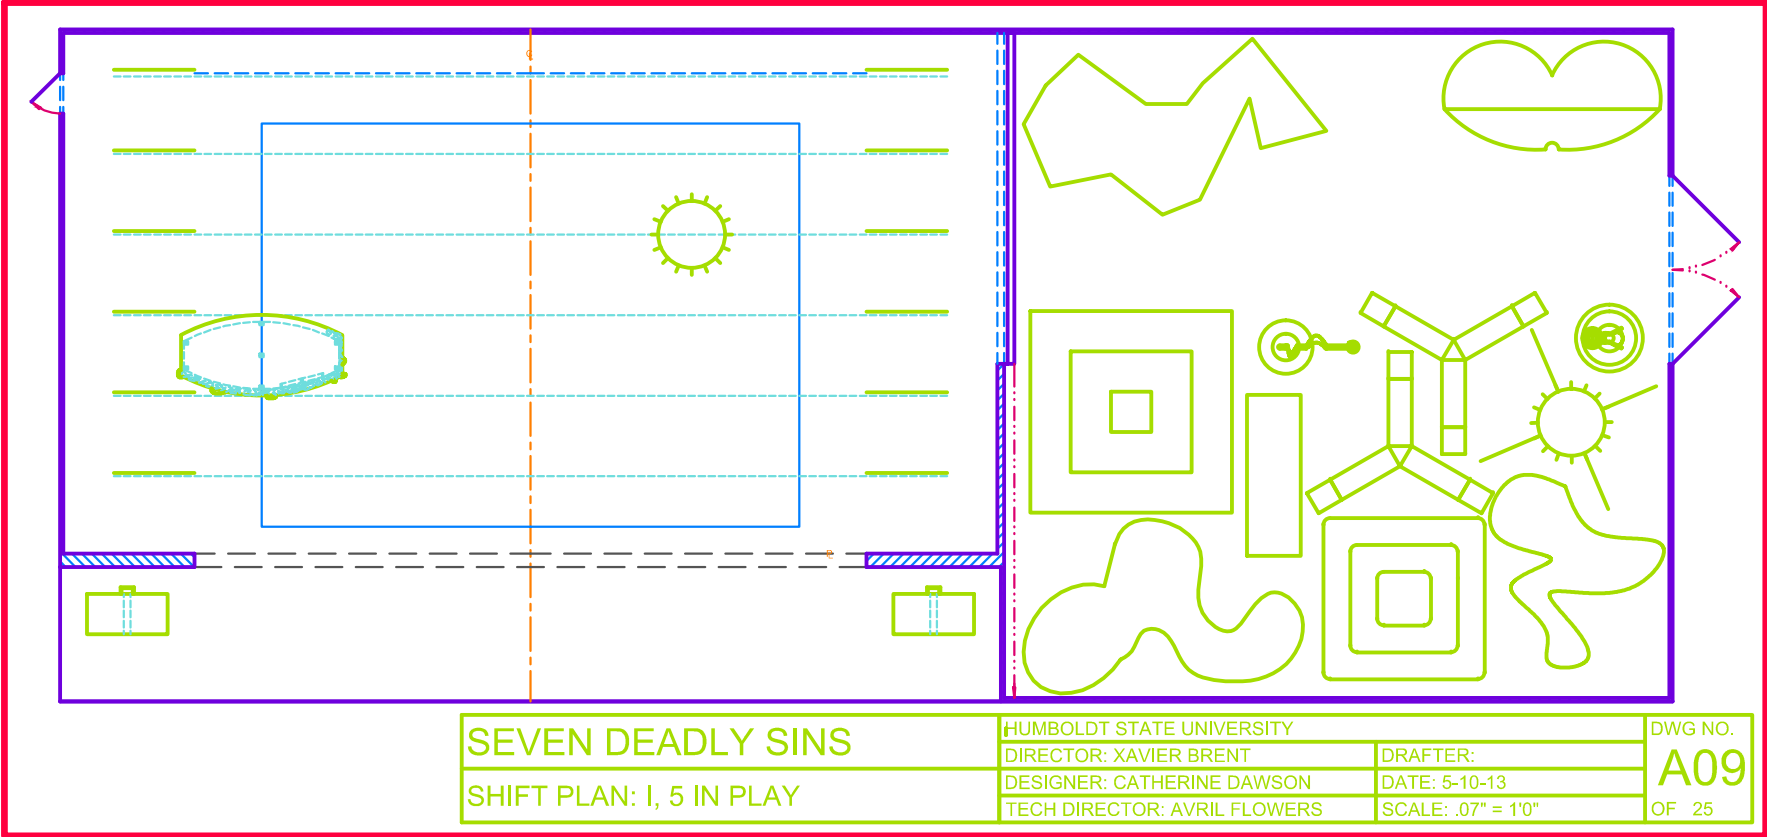 SEVEN DEADLY SINS
SHIFT PLAN: I, 5 IN PLAY
HUMBOLDT STATE UNIVERSITY
DIRECTOR: XAVIER BRENT
DRAFTER:
DESIGNER: CATHERINE DAWSON
DATE: 5-10-13
TECH DIRECTOR: AVRIL FLOWERS
SCALE: .07" = 1'0"
DWG NO.
A09
OF 25